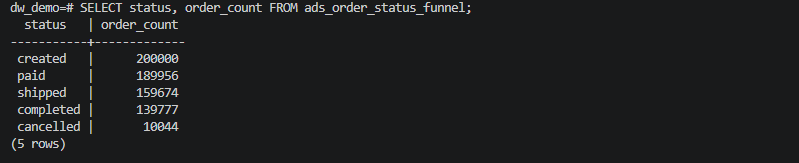 dw_demo=# SELECT status, order_count FROM ads_order_status_funnel;
  status   | order_count
-----------+-------------
 created   |      200000
 paid      |      189956
 shipped   |      159674
 completed |      139777
 cancelled |       10044
(5 rows)